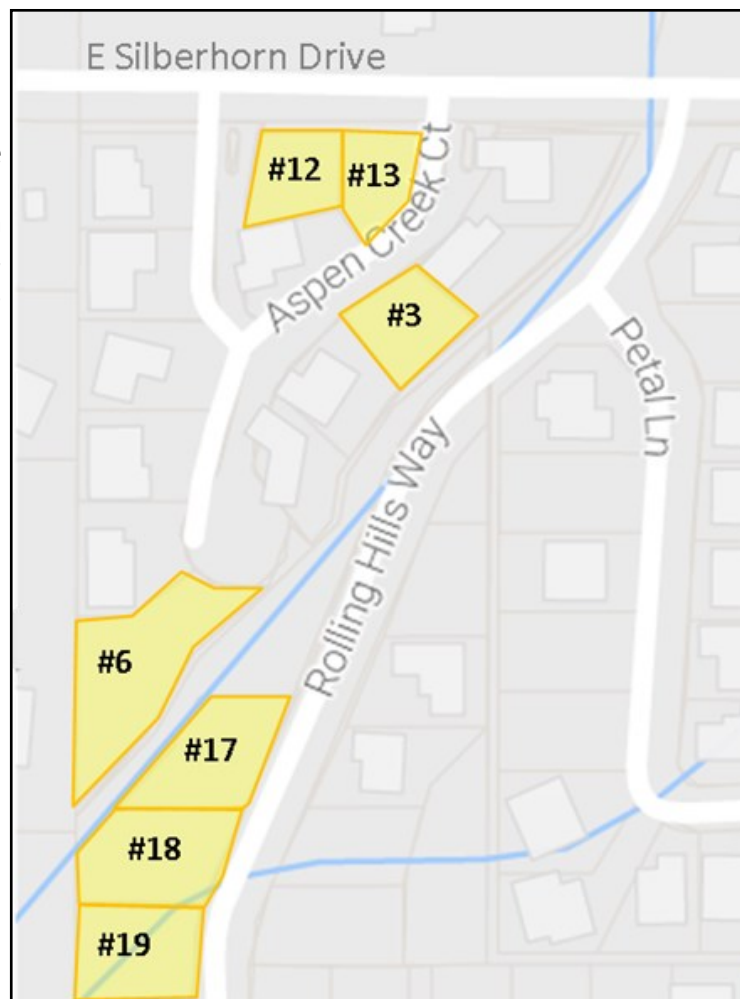 E Silberhorn Drive
#12
#13
Aspen Creek Ct
#3
Petal Ln
Rolling Hills Way
#6
#17
#18
#19